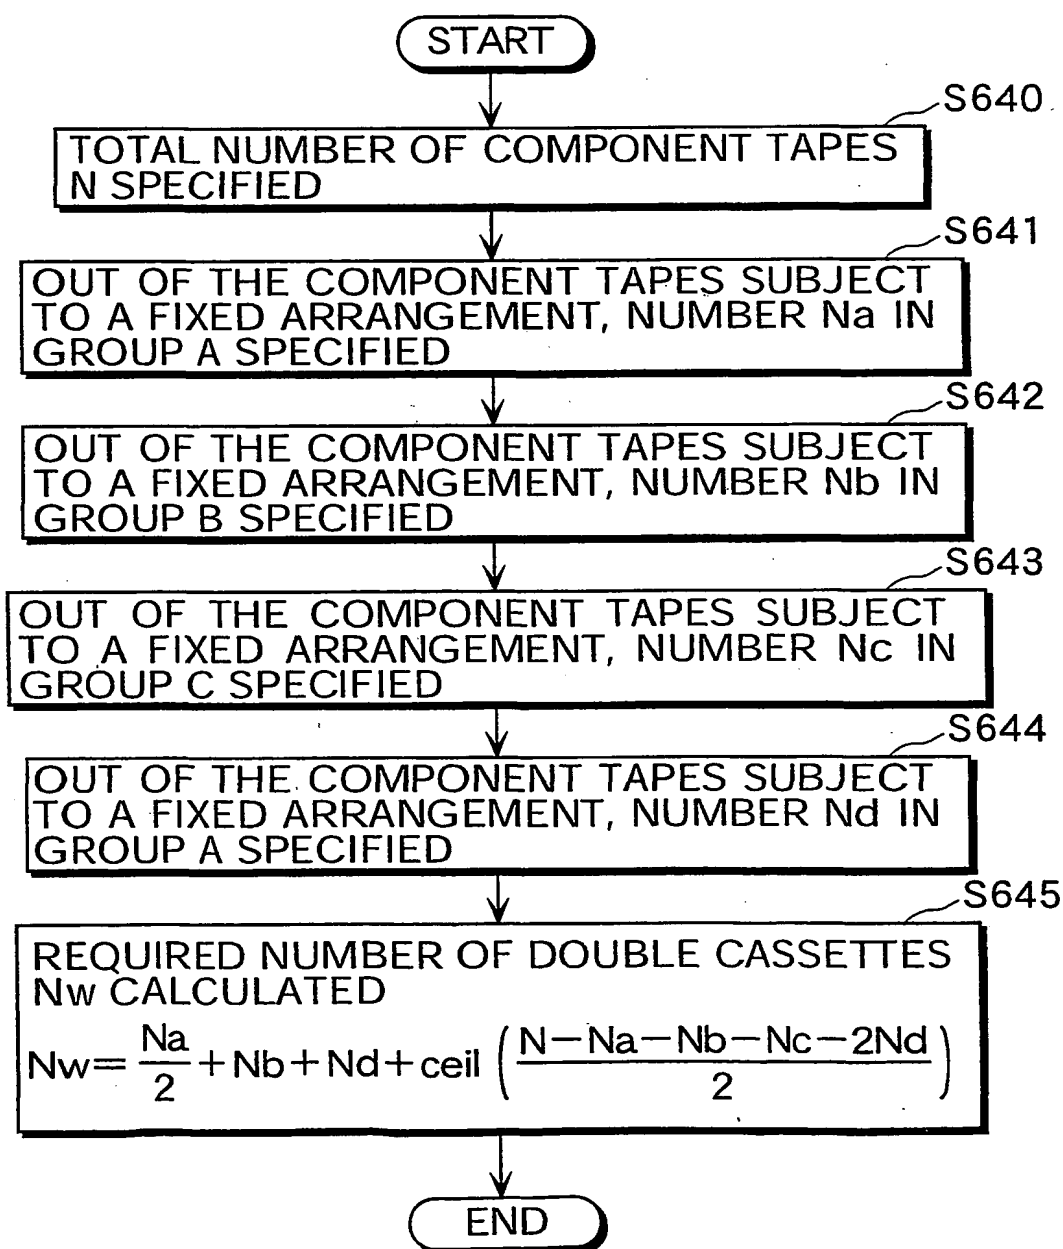 START
S640
TOTAL NUMBER OF COMPONENT TAPES
N SPECIFIED
S641
OUT OF THE COMPONENT TAPES SUBJECT
TO A FIXED ARRANGEMENT, NUMBER Na IN
GROUP A SPECIFIED
S642
OUT OF THE COMPONENT TAPES SUBJECT
TO A FIXED ARRANGEMENT, NUMBER Nb IN
GROUP B SPECIFIED
S643
OUT OF THE COMPONENT TAPES SUBJECT
TO A FIXED ARRANGEMENT, NUMBER Nc IN
GROUP C SPECIFIED
S644
OUT OF THE COMPONENT TAPES SUBJECT
TO A FIXED ARRANGEMENT, NUMBER Nd IN
GROUP A SPECIFIED
S645
REQUIRED NUMBER OF DOUBLE CASSETTES
Nw CALCULATED
Nw=Na/2+Nb+Nd+ceil((N-Na-Nb-Nc-2Nd)/2)
END